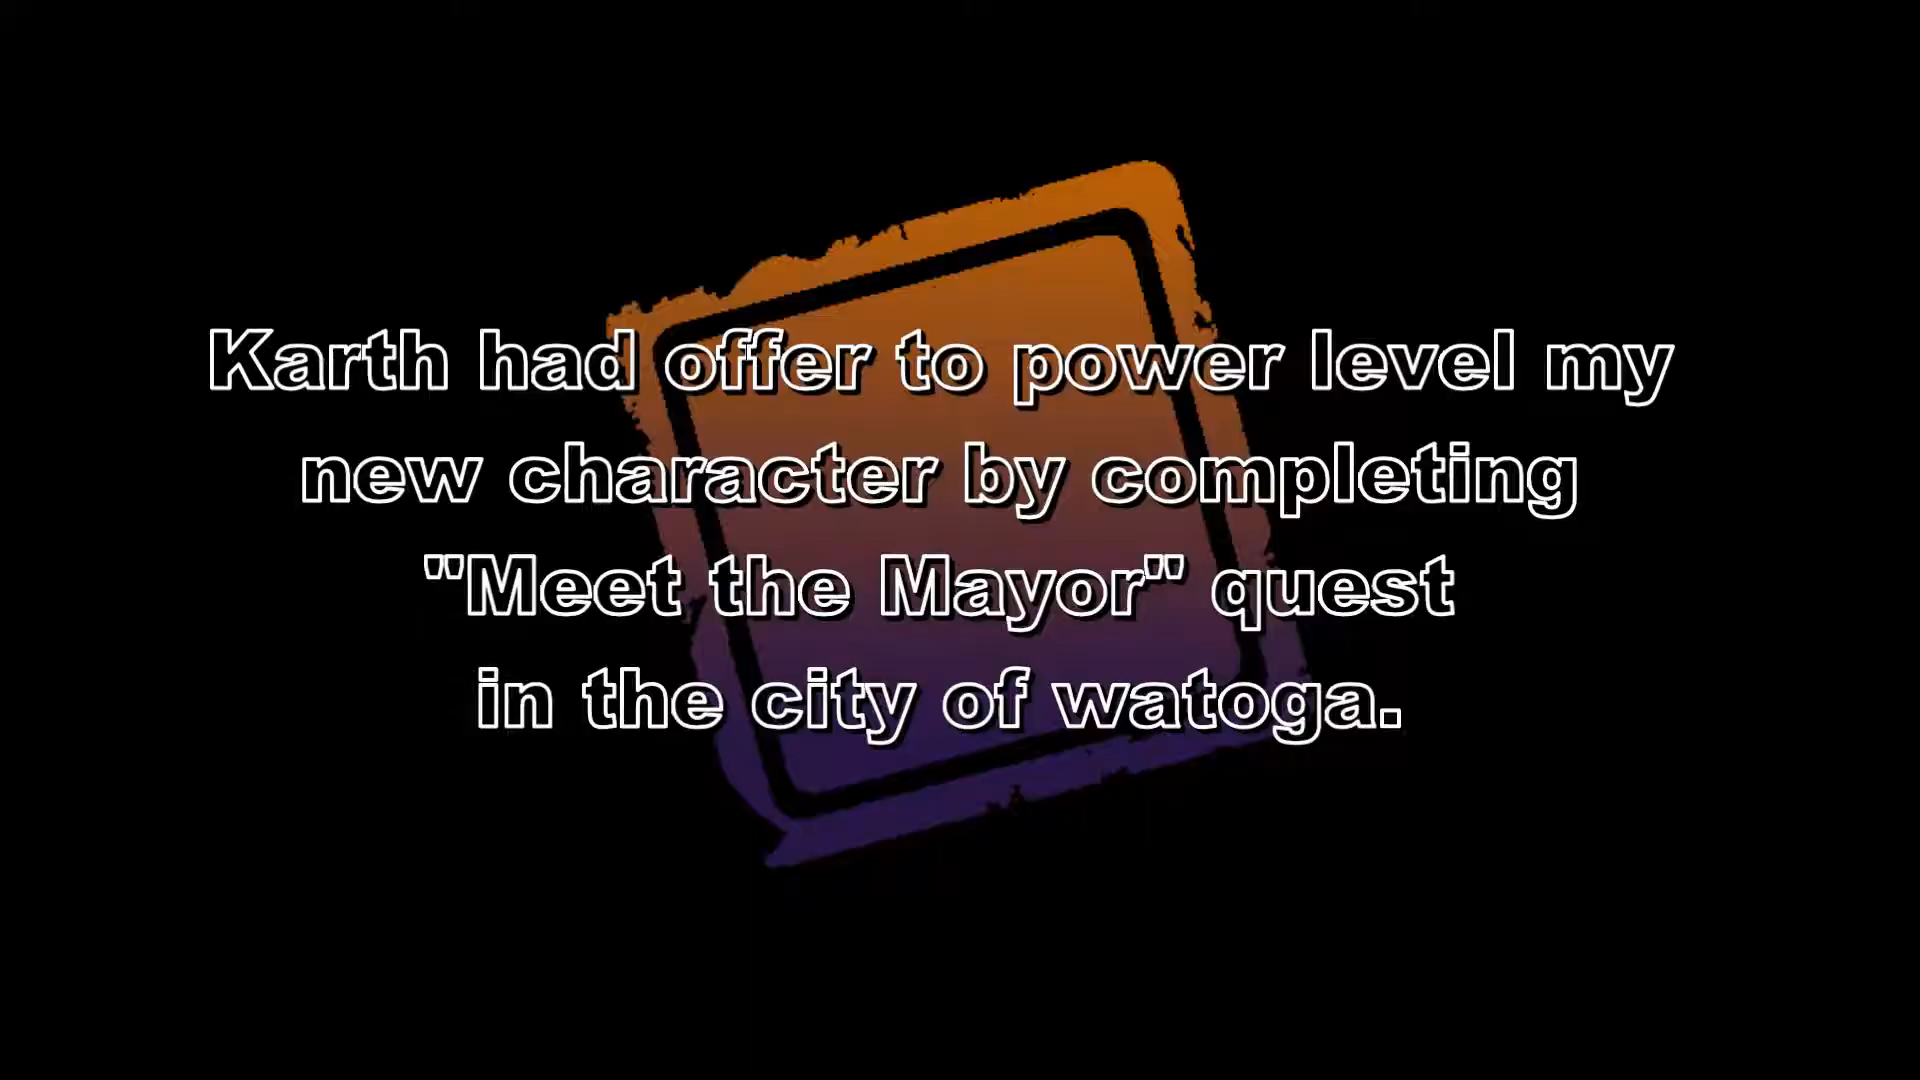 Karth had offer to power level my
new character by completing
"Meet the Mayor" quest
in the city of watoga.